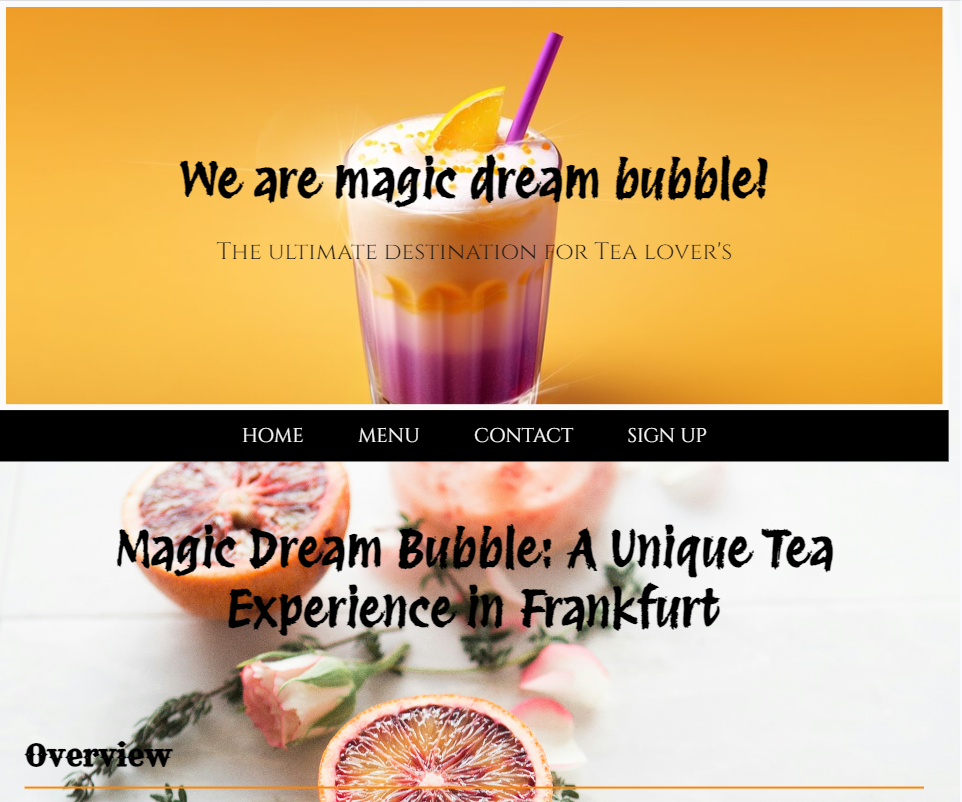 We are magic dream bubble!
The ultimate destination for Tea lover's
HOME MENU CONTACT SIGN UP
Magic Dream Bubble: A Unique Tea
Experience in Frankfurt
Overview